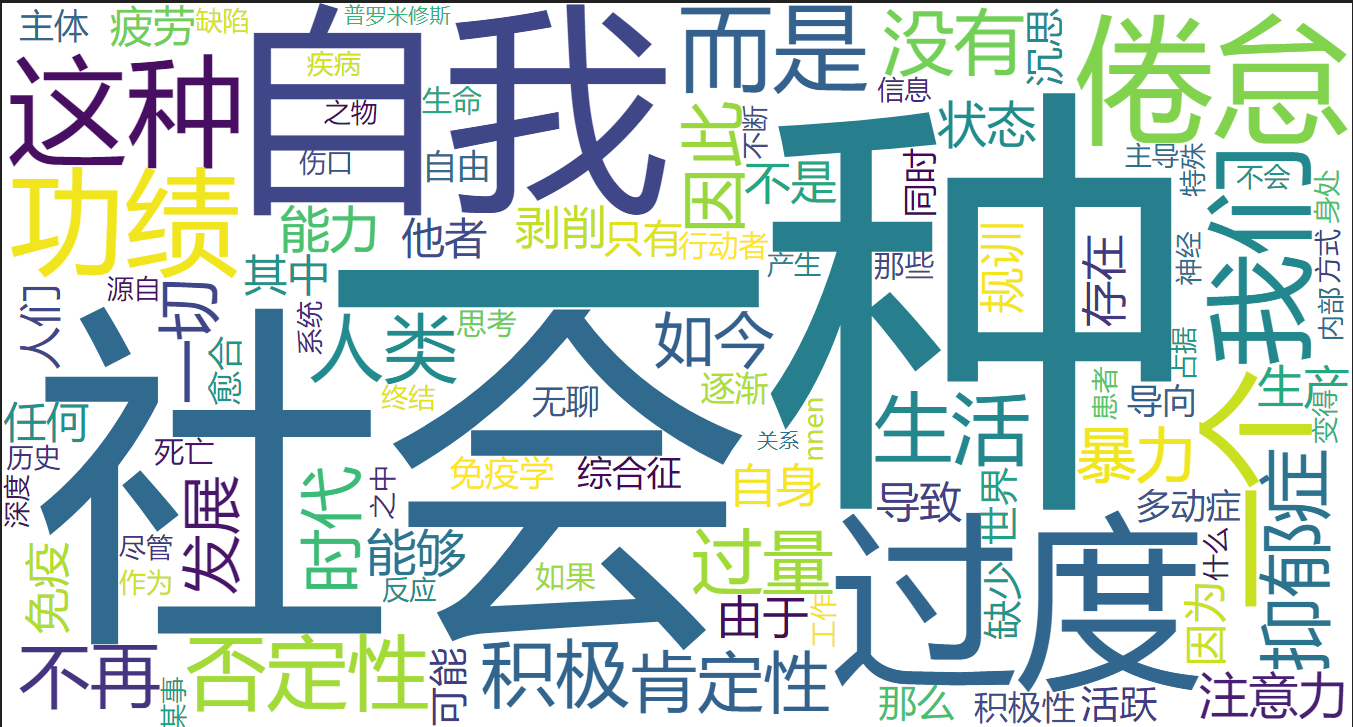 主体
疲劳
缺陷
普罗米修斯
自我
而是
没有
沉思
倦怠
这种
疾病
之物
生命
伤口
自由
因此
不断
信息
状态
一种
不是
同时
主导
特殊
不会
身处
我们
功绩
能力
他者
剥削
只有
行动者
产生
那些
规训
存在
神经
方式
内部
其中
源自
一切
人们
系统
人类
思考
如今
社会
愈合
终结
无聊
逐渐
nnen
关系
占据
患者
导向
生产
变得
一个
任何
历史
深度
死亡
发展
时代
之中
免疫学
综合征
自身
生活
暴力
导致
世界
多动症
抑郁症
尽管
作为
免疫
能够
反应
如果
过量
由于
工作
过度
缺少
什么
因为
不再
某事
否定性
可能
积极
肯定性
那么
积极性
活跃
注意力